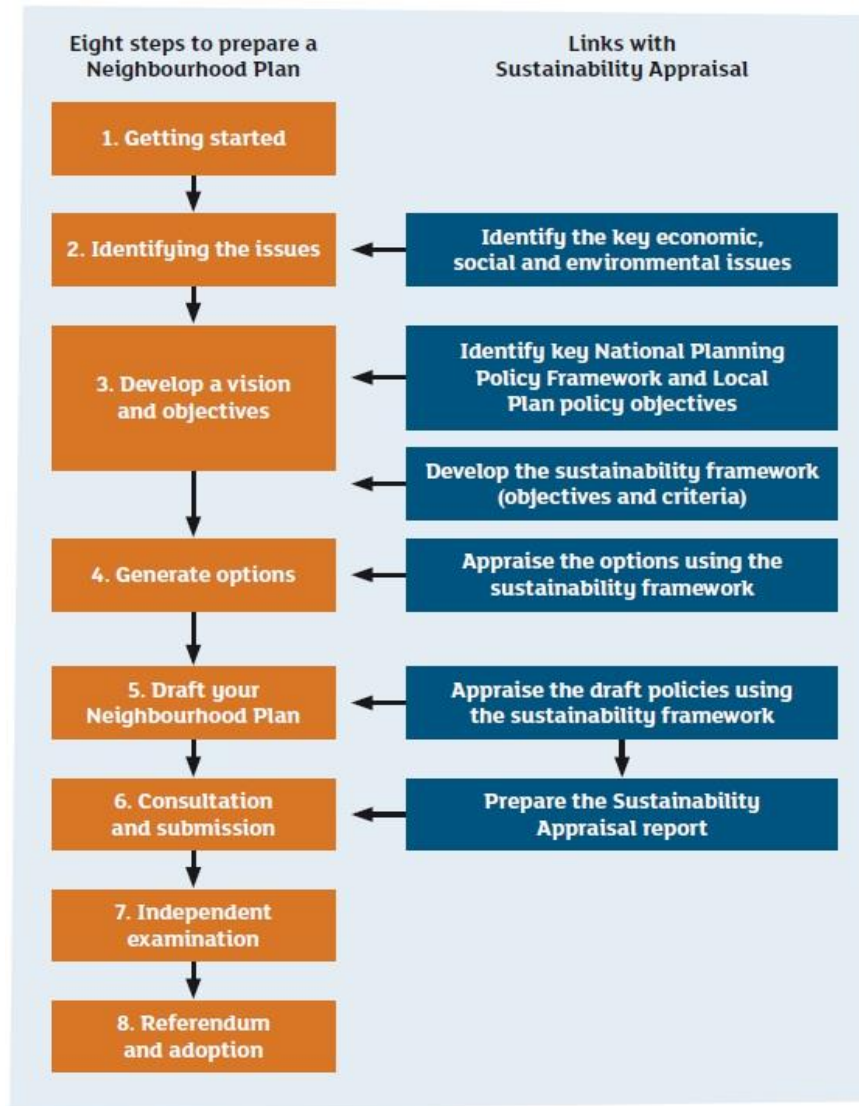 Eight steps to prepare a
Neighbourhood Plan
Links with
Sustainability Appraisal
1. Getting started
2. Identifying the issues
Identify the key economic,
social and environmental issues
3. Develop a vision
and objectives
Identify key National Planning
Policy Framework and Local
Plan policy objectives
Develop the sustainability framework
(objectives and criteria)
4. Generate options
Appraise the options using the
sustainability framework
5. Draft your
Neighbourhood Plan
Appraise the draft policies using
the sustainability framework
6. Consultation
and submission
Prepare the Sustainability
Appraisal report
7. Independent
examination
8. Referendum
and adoption